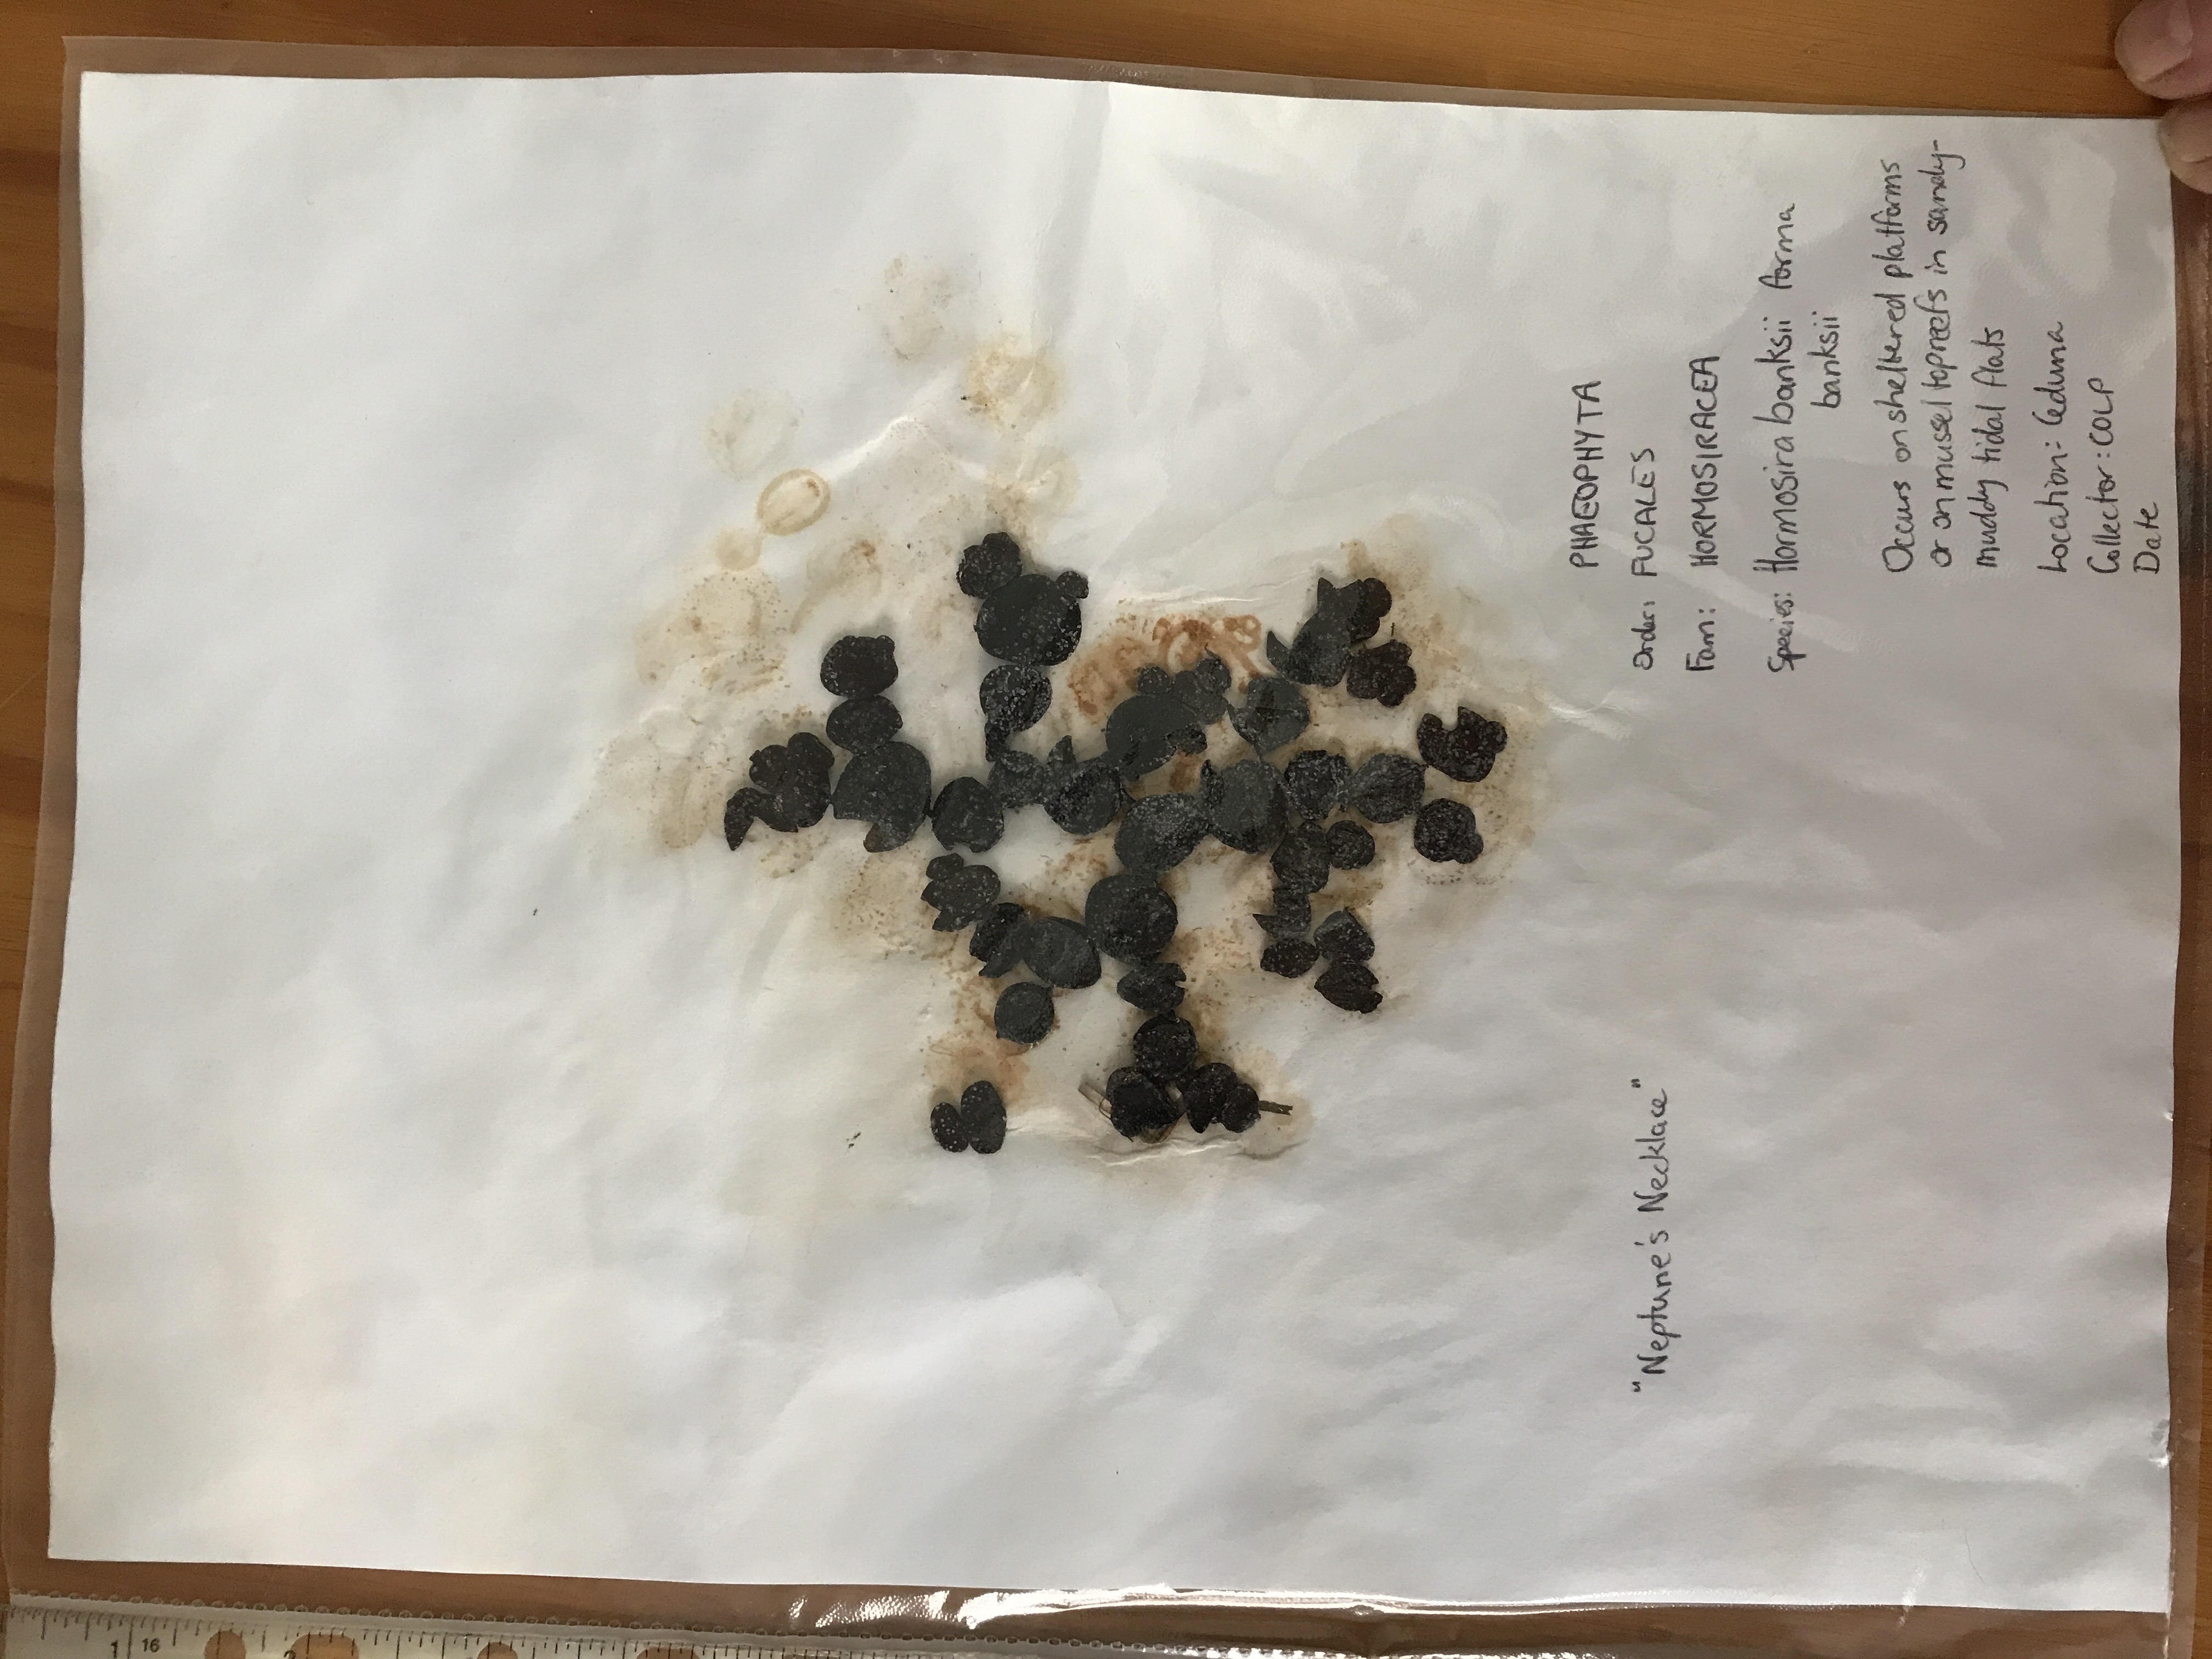 1
16
2
"Neptune's Necklace"
PHAEOPHYTA
Order: FUCALES
Fam: HORMOSIRACEA
Species: Hormosira banksii forma
banksii
Occurs on sheltered platforms
or on mussel topreefs in sandy-
muddy tidal flats
Location: Ceduna
Collector: COLP
Date